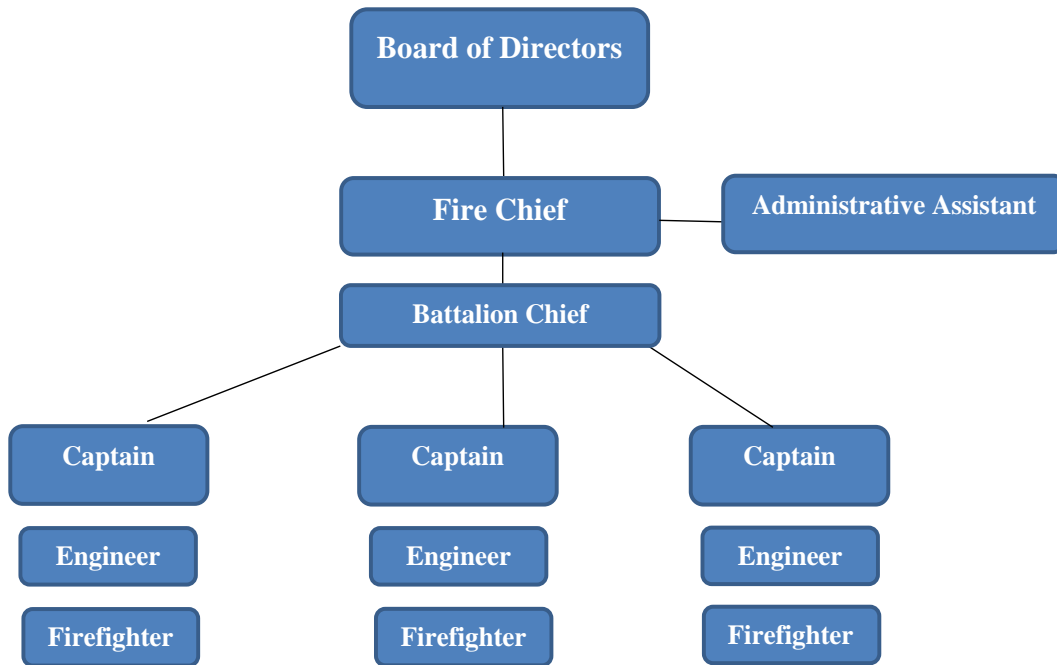 Board of Directors
Fire Chief
Administrative Assistant
Battalion Chief
Captain
Captain
Captain
Engineer
Engineer
Engineer
Firefighter
Firefighter
Firefighter